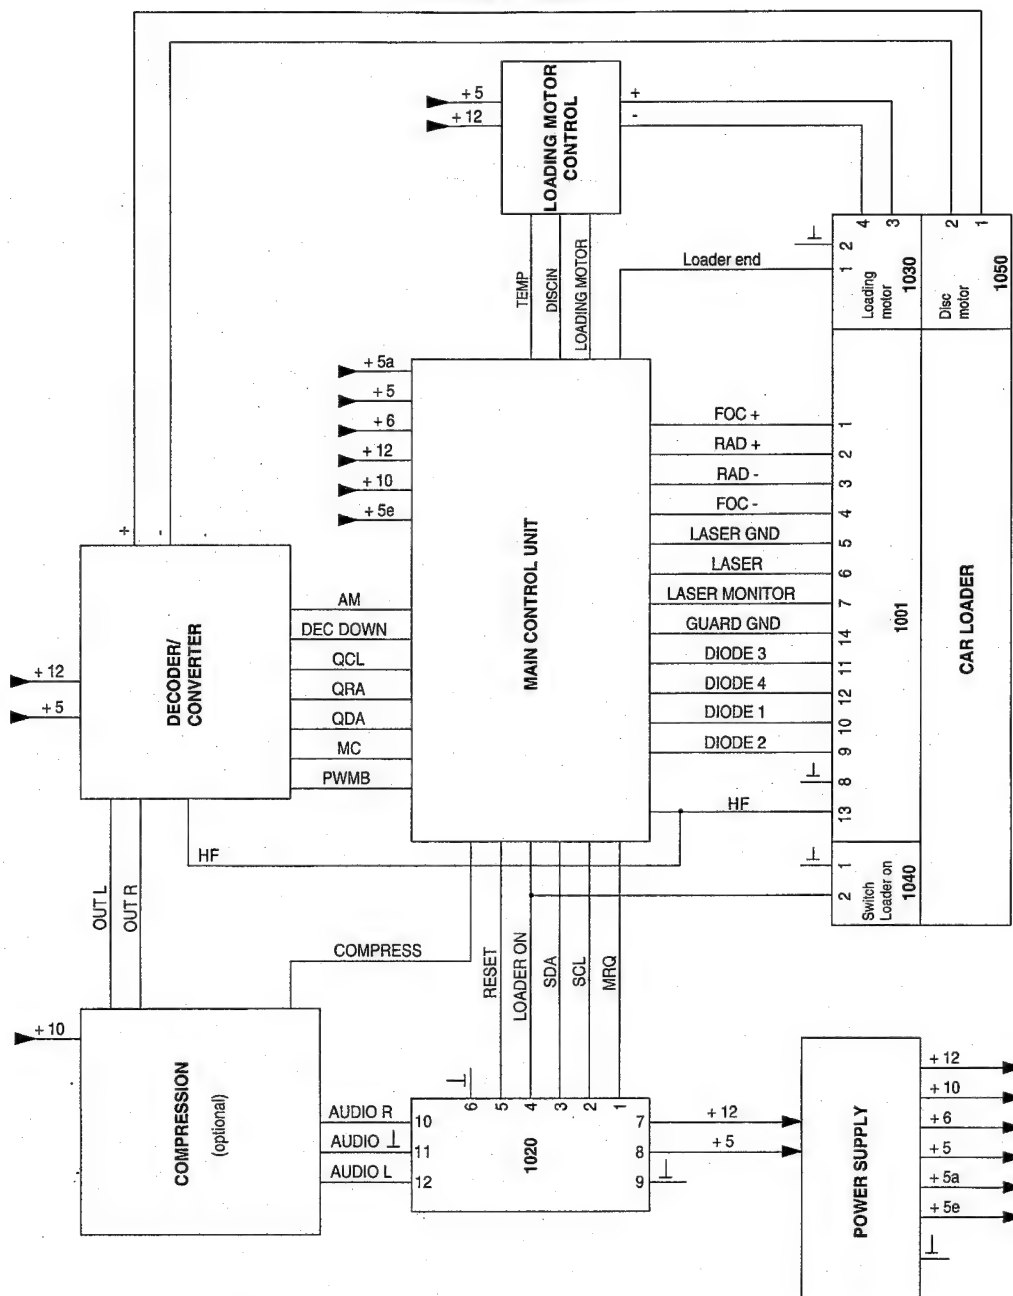 + 5
+ 12
LOADING MOTOR
CONTROL
+
-
TEMP
DISCIN
LOADING MOTOR
Loader end
2
1
4
3
Loading
motor
1030
2
1
Disc
motor
1050
+ 5a
+ 5
+ 6
+ 12
+ 10
+ 5e
MAIN CONTROL UNIT
FOC +
1
RAD +
2
RAD -
3
FOC -
4
LASER GND
5
LASER
6
LASER MONITOR
7
GUARD GND
14
DIODE 3
11
DIODE 4
12
DIODE 1
10
DIODE 2
9
8
HF
13
1001
CAR LOADER
1
2
Switch
Loader on
1040
+
-
+ 12
+ 5
DECODER/
CONVERTER
AM
DEC DOWN
QCL
QRA
QDA
MC
PWMB
HF
OUT L
OUT R
COMPRESS
RESET
LOADER ON
SDA
SCL
MRQ
+ 10
COMPRESSION
(optional)
AUDIO R
AUDIO ⊥
AUDIO L
6
5
4
3
2
1
10
11
12
1020
7
8
9
+ 12
+ 5
POWER SUPPLY
+ 12
+ 10
+ 6
+ 5
+ 5a
+ 5e